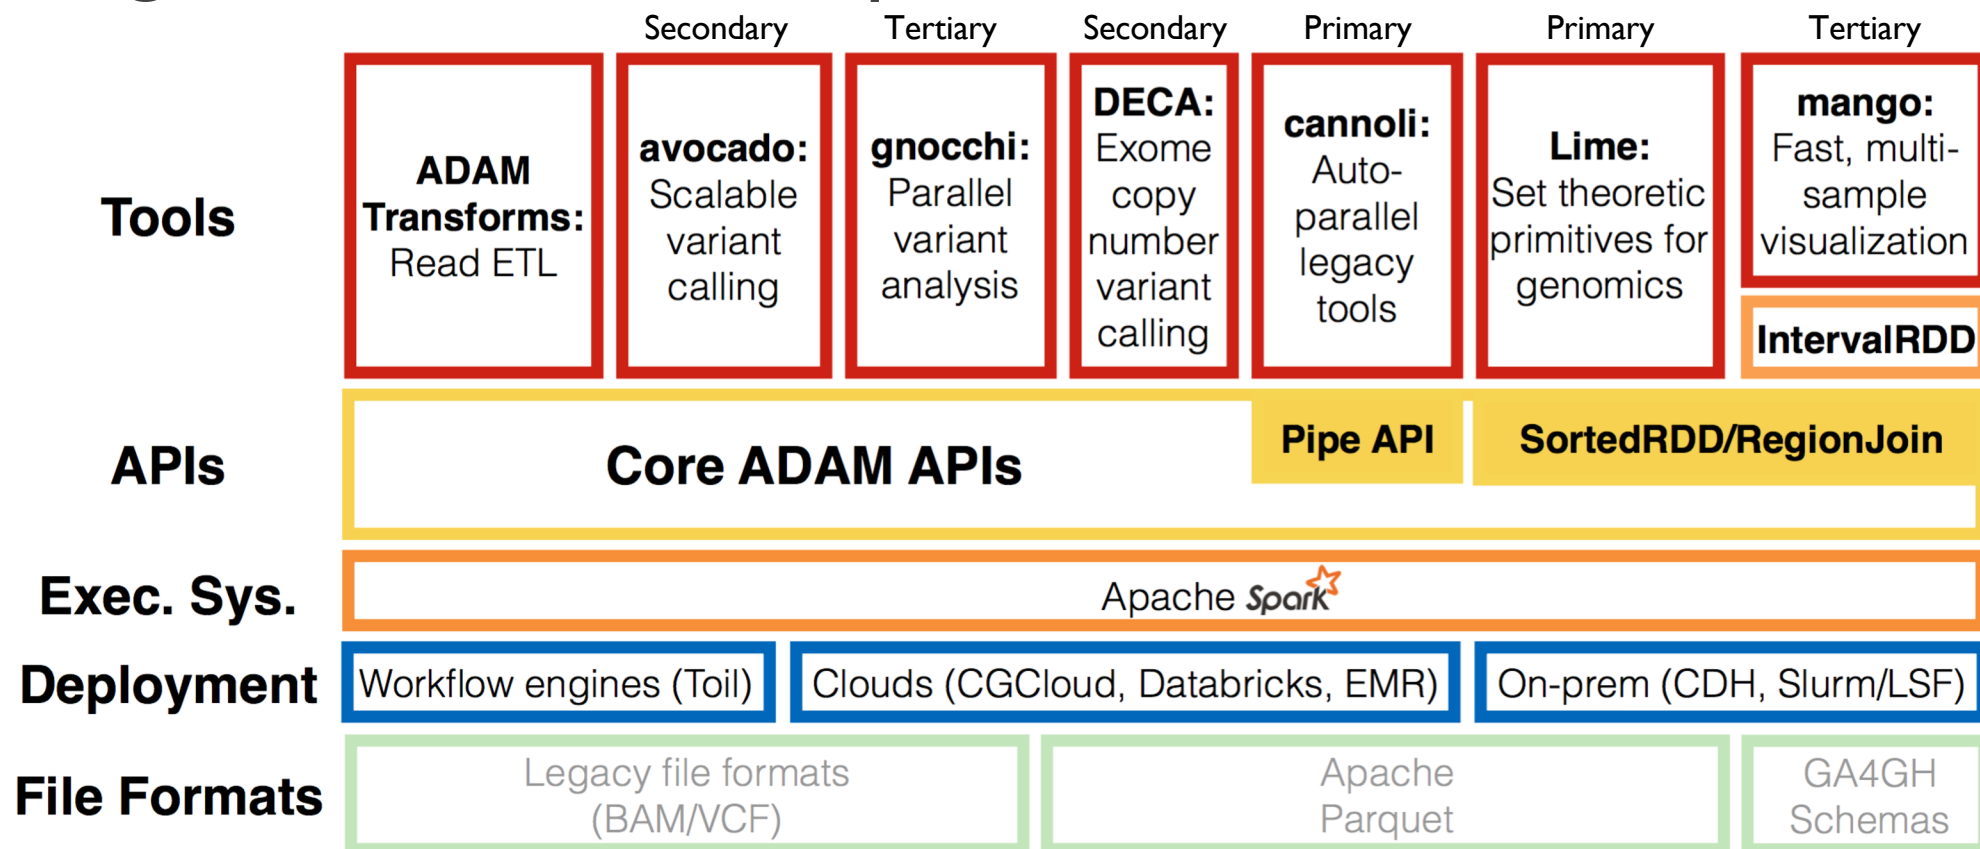 Secondary
Tertiary
Secondary
Primary
Primary
Tertiary
Tools
ADAM
Transforms:
Read ETL
avocado:
Scalable
variant
calling
gnocchi:
Parallel
variant
analysis
DECA:
Exome
copy
number
variant
calling
cannoli:
Auto-
parallel
legacy
tools
Lime:
Set theoretic
primitives for
genomics
mango:
Fast, multi-
sample
visualization
IntervalRDD
APIs
Core ADAM APIs
Pipe API
SortedRDD/RegionJoin
Exec. Sys.
Apache Spark
Deployment
Workflow engines (Toil)
Clouds (CGCloud, Databricks, EMR)
On-prem (CDH, Slurm/LSF)
File Formats
Legacy file formats
(BAM/VCF)
Apache
Parquet
GA4GH
Schemas